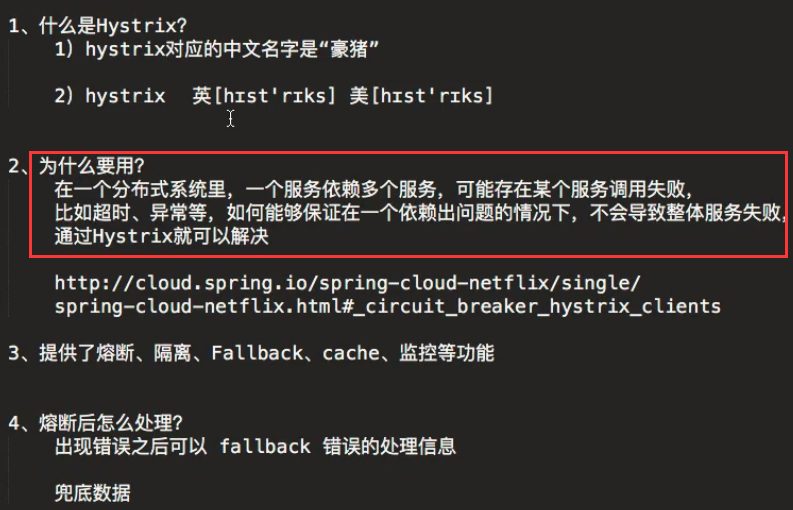 1、什么是Hystrix?
1) hystrix对应的中文名字是“豪猪”
2) hystrix 英[hɪst'rɪks] 美[hɪst'rɪks]
2、为什么要用?
在一个分布式系统里，一个服务依赖多个服务，可能存在某个服务调用失败，
比如超时、异常等，如何能够保证在一个依赖出问题的情况下，不会导致整体服务失败，
通过Hystrix就可以解决
http://cloud.spring.io/spring-cloud-netflix/single/
spring-cloud-netflix.html#_circuit_breaker_hystrix_clients
3、提供了熔断、隔离、Fallback、cache、监控等功能
4、熔断后怎么处理?
出现错误之后可以 fallback 错误的处理信息
兜底数据